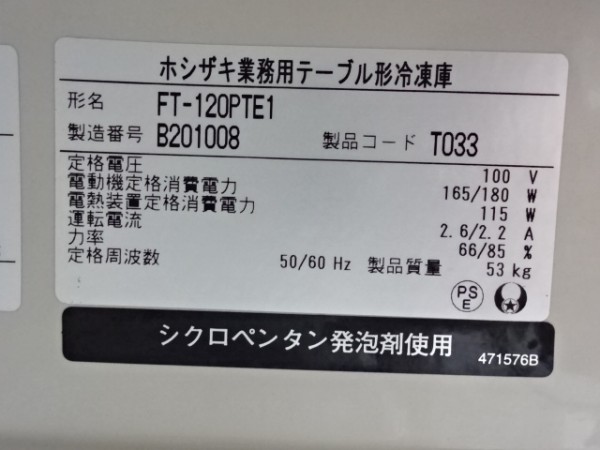 ホシザキ業務用テーブル形冷凍庫
形名 FT-120PTE1
製造番号 B201008 製品コード T033
定格電圧 100 V
電動機定格消費電力 165/180 W
電熱装置定格消費電力 115 W
運転電流 2.6/2.2 A
力率 66/85 %
定格周波数 50/60 Hz 製品質量 53 kg
PS
E
シクロペンタン発泡剤使用 471576B